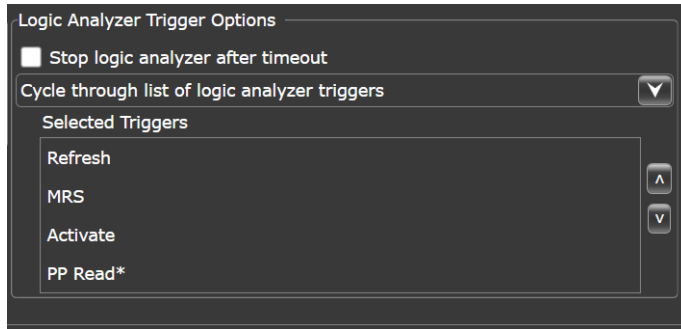 Logic Analyzer Trigger Options
Stop logic analyzer after timeout
Cycle through list of logic analyzer triggers
Selected Triggers
Refresh
MRS
Activate
PP Read*